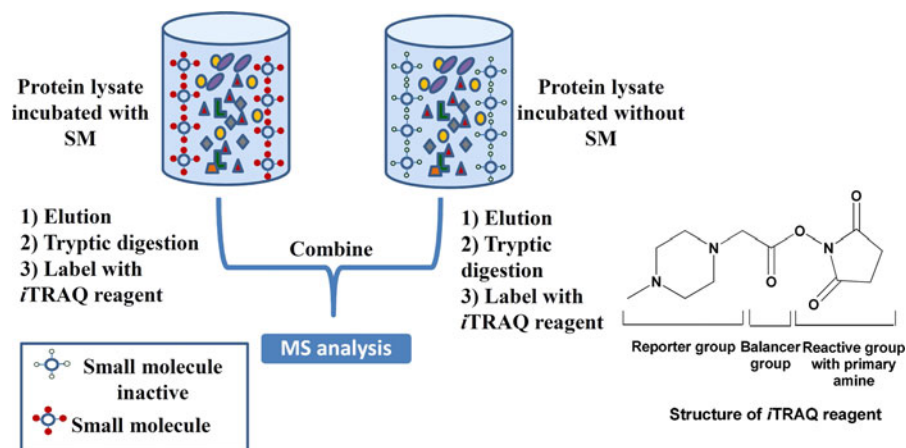 Protein lysate
incubated with
SM
Protein lysate
incubated without
SM
1) Elution
2) Tryptic digestion
3) Label with
iTRAQ reagent
Combine
1) Elution
2) Tryptic
digestion
3) Label with
iTRAQ reagent
MS analysis
Small molecule
inactive
Small molecule
O
O
N
N
N
O
O
Reporter group
Balancer
group
Reactive group
with primary
amine
Structure of iTRAQ reagent